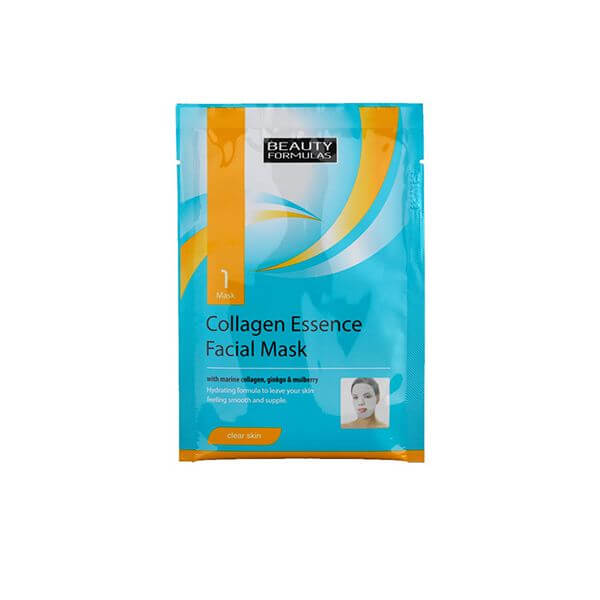 BEAUTY
FORMULAS
1
Mask
Collagen Essence
Facial Mask
with marine collagen, ginkgo & mulberry
Hydrating formula to leave your skin
feeling smooth and supple.
clear skin